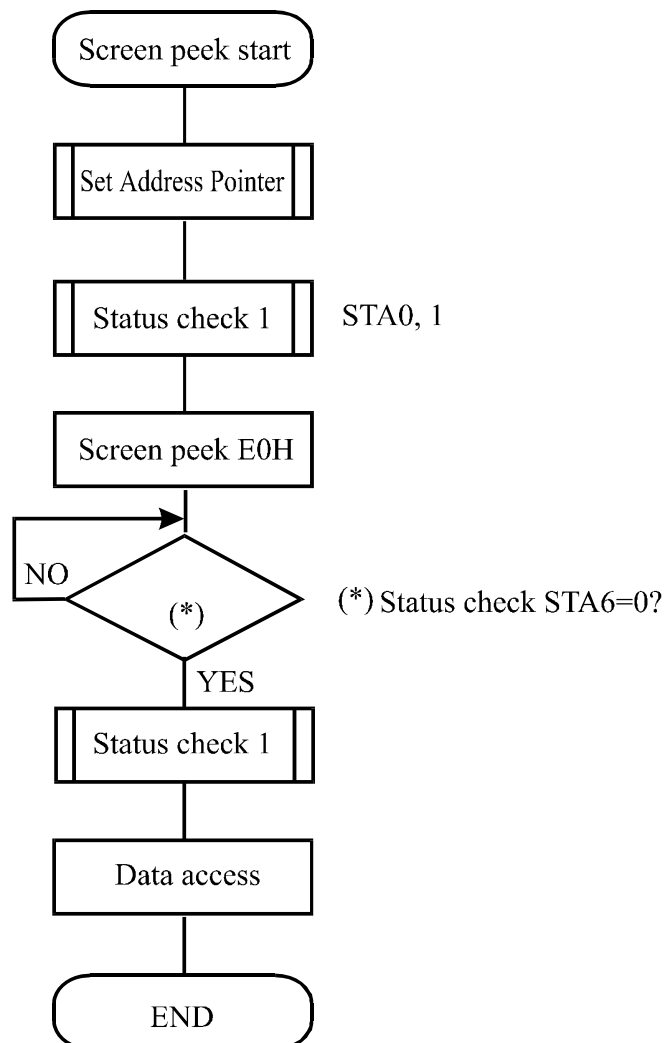 Screen peek start
Set Address Pointer
Status check 1
STA0, 1
Screen peek E0H
NO
(*)
(*) Status check STA6=0?
YES
Status check 1
Data access
END